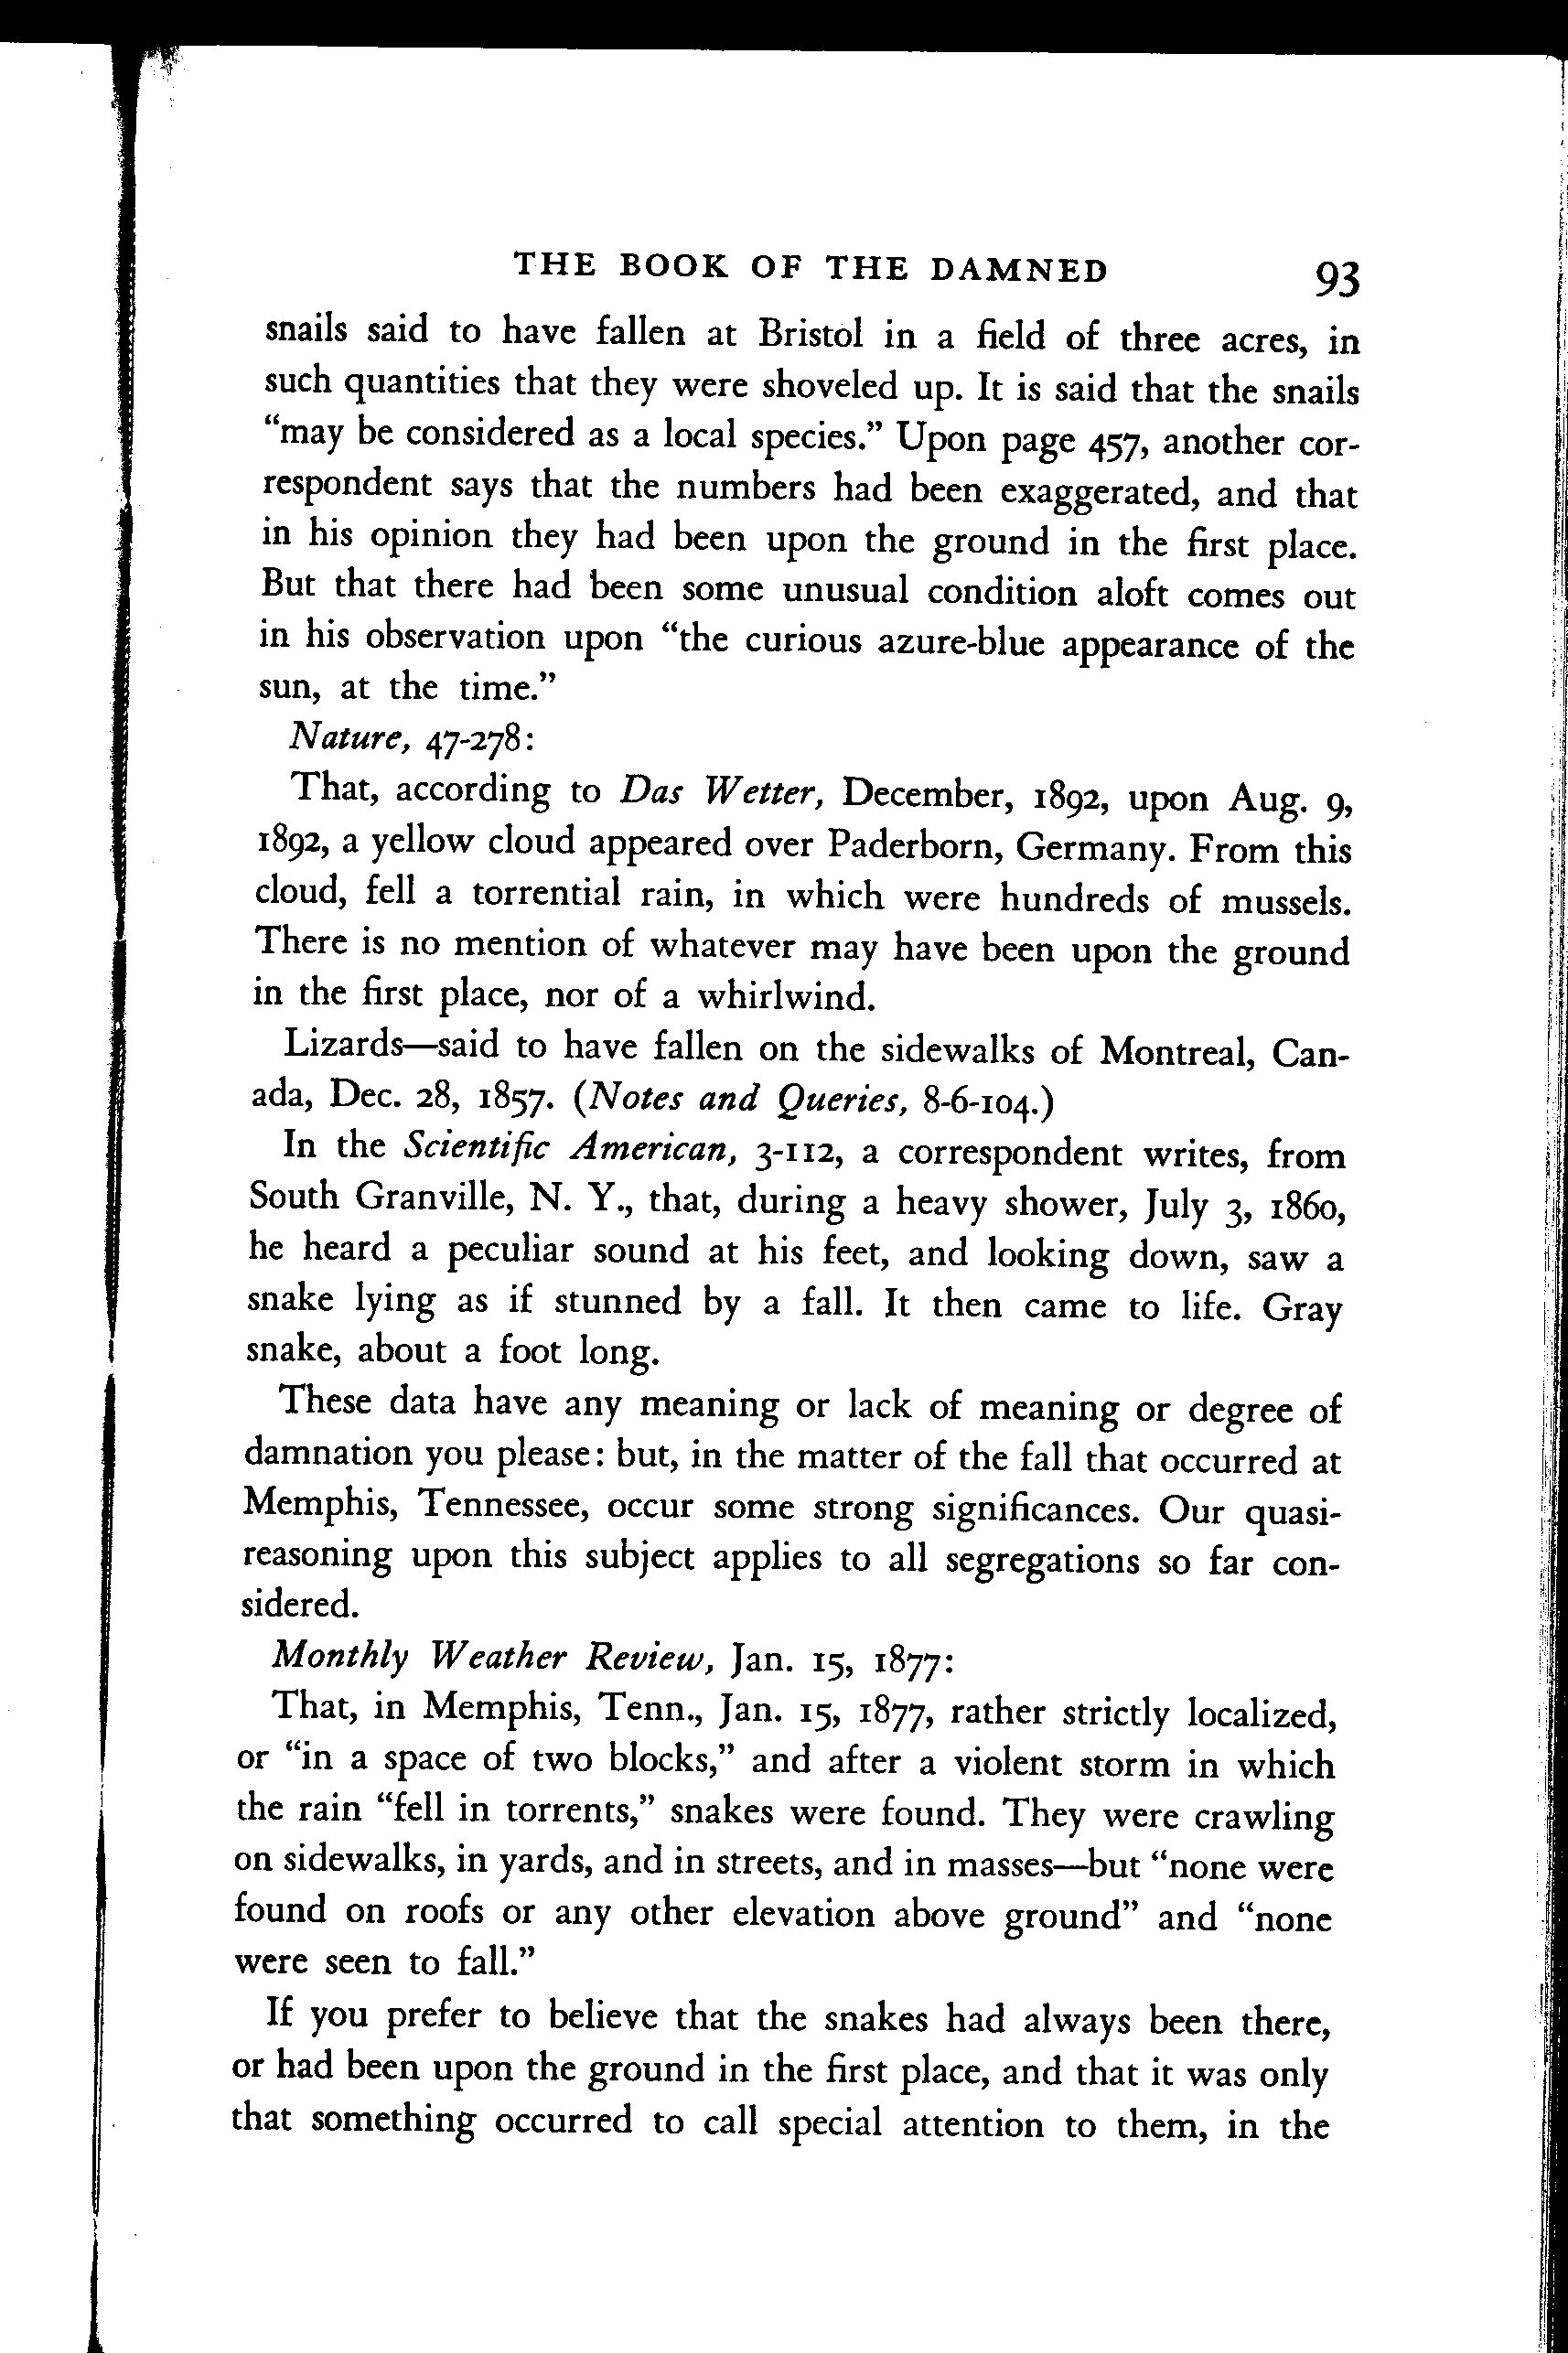 THE BOOK OF THE DAMNED 93
snails said to have fallen at Bristol in a field of three acres, in
such quantities that they were shoveled up. It is said that the snails
“may be considered as a local species.” Upon page 457, another cor-
respondent says that the numbers had been exaggerated, and that
in his opinion they had been upon the ground in the first place.
But that there had been some unusual condition aloft comes out
in his observation upon “the curious azure-blue appearance of the
sun, at the time.”
Nature, 47-278:
That, according to Das Wetter, December, 1892, upon Aug. 9,
1892, a yellow cloud appeared over Paderborn, Germany. From this
cloud, fell a torrential rain, in which were hundreds of mussels.
There is no mention of whatever may have been upon the ground
in the first place, nor of a whirlwind.
Lizards—said to have fallen on the sidewalks of Montreal, Can-
ada, Dec. 28, 1857. (Notes and Queries, 8-6-104.)
In the Scientific American, 3-112, a correspondent writes, from
South Granville, N. Y., that, during a heavy shower, July 3, 1860,
he heard a peculiar sound at his feet, and looking down, saw a
snake lying as if stunned by a fall. It then came to life. Gray
snake, about a foot long.
These data have any meaning or lack of meaning or degree of
damnation you please: but, in the matter of the fall that occurred at
Memphis, Tennessee, occur some strong significances. Our quasi-
reasoning upon this subject applies to all segregations so far con-
sidered.
Monthly Weather Review, Jan. 15, 1877:
That, in Memphis, Tenn., Jan. 15, 1877, rather strictly localized,
or “in a space of two blocks,” and after a violent storm in which
the rain “fell in torrents,” snakes were found. They were crawling
on sidewalks, in yards, and in streets, and in masses—but “none were
found on roofs or any other elevation above ground” and “none
were seen to fall.”
If you prefer to believe that the snakes had always been there,
or had been upon the ground in the first place, and that it was only
that something occurred to call special attention to them, in the